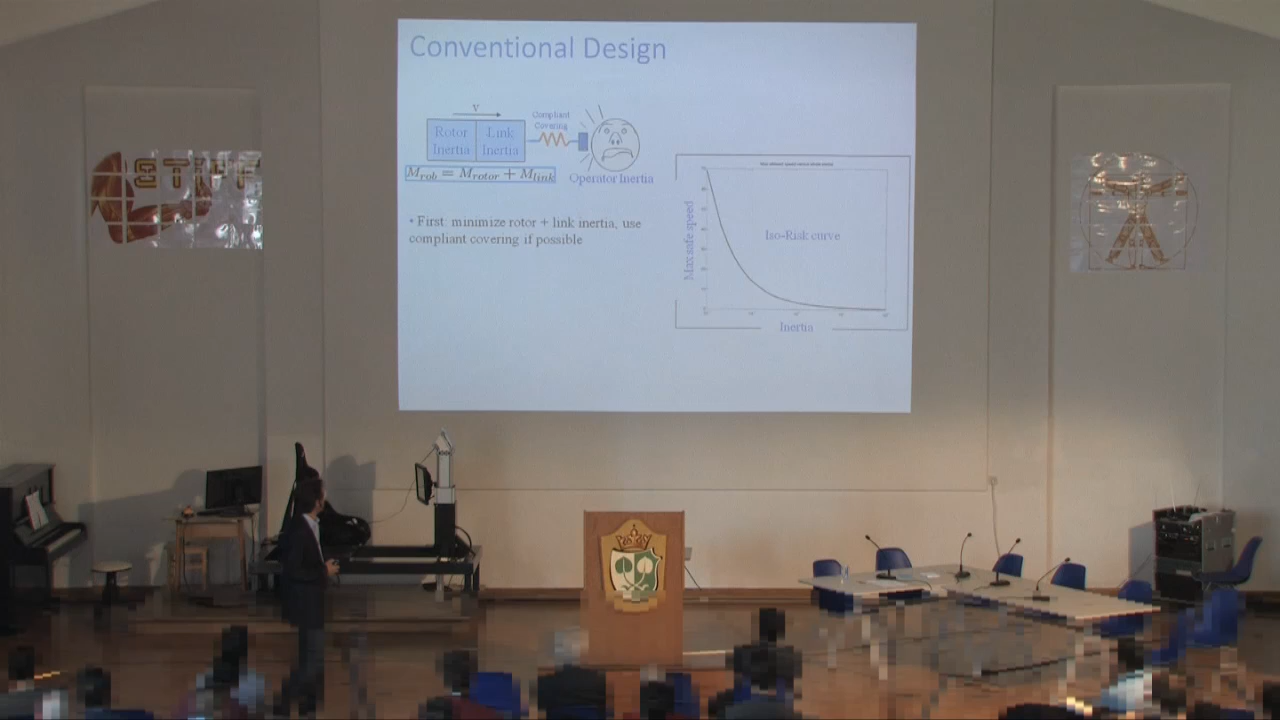 Conventional Design
V
Compliant
Covering
Rotor
Inertia
Link
Inertia
M_rob = M_rotor + M_link
Operator Inertia
• First: minimize rotor + link inertia, use
compliant covering if possible
Max safe speed
Iso-Risk curve
Inertia
STIFF